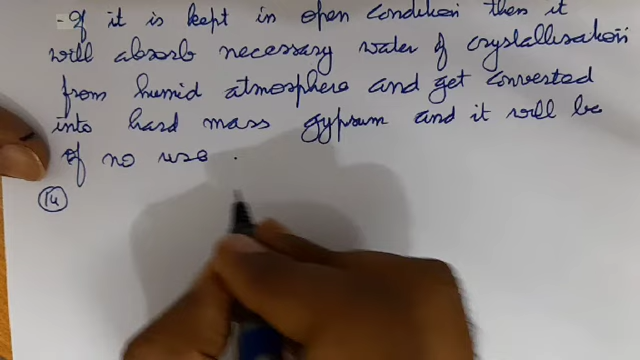 -If it is kept in open condition then it
will absorb necessary water of crystallisation
from humid atmosphere and get converted
into hard mass gypsum and it will be
of no use .
14